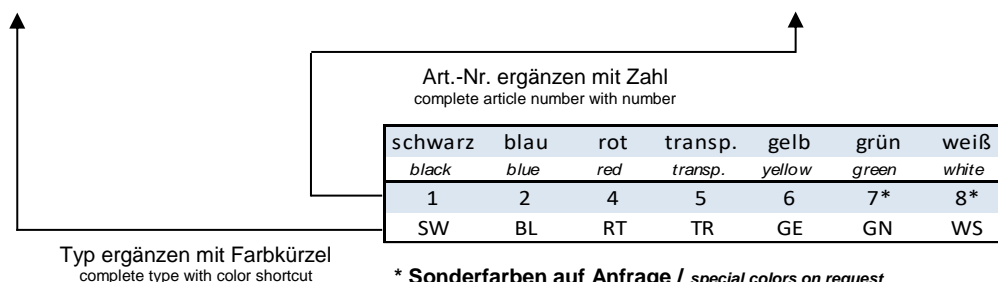 Art.-Nr. ergänzen mit Zahl
complete article number with number
schwarz blau rot transp. gelb grün weiß
black blue red transp. yellow green white
1 2 4 5 6 7* 8*
SW BL RT TR GE GN WS
Typ ergänzen mit Farbkürzel
complete type with color shortcut
* Sonderfarben auf Anfrage / special colors on request